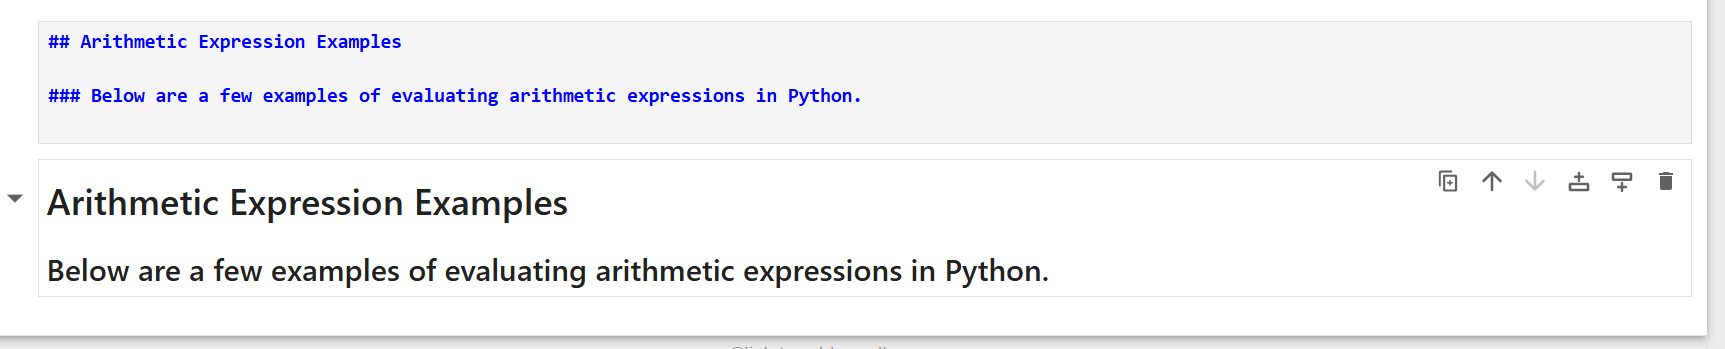 ## Arithmetic Expression Examples
### Below are a few examples of evaluating arithmetic expressions in Python.
Arithmetic Expression Examples
Below are a few examples of evaluating arithmetic expressions in Python.